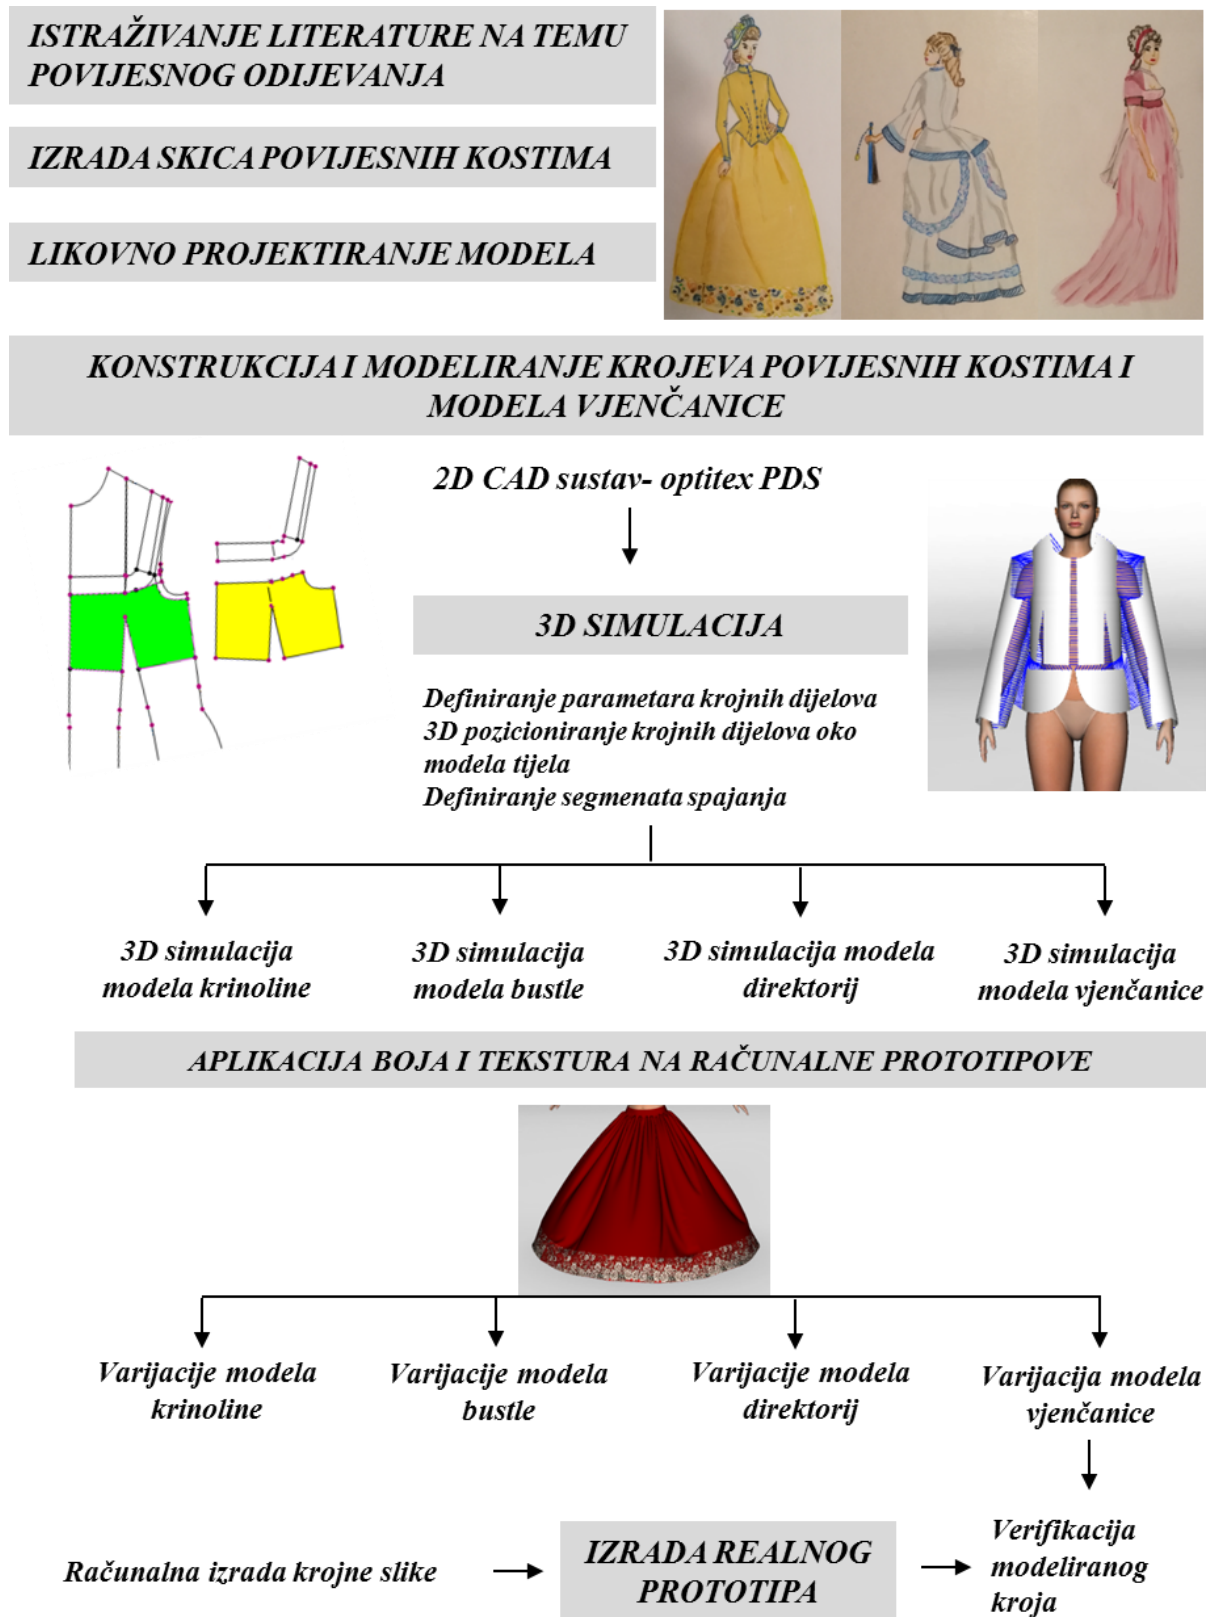 ISTRAŽIVANJE LITERATURE NA TEMU
POVIJESNOG ODIJEVANJA
IZRADA SKICA POVIJESNIH KOSTIMA
LIKOVNO PROJEKTIRANJE MODELA
KONSTRUKCIJA I MODELIRANJE KROJEVA POVIJESNIH KOSTIMA I
MODELA VJENČANICE
2D CAD sustav- optitex PDS
3D SIMULACIJA
Definiranje parametara krojnih dijelova
3D pozicioniranje krojnih dijelova oko
modela tijela
Definiranje segmenata spajanja
3D simulacija
modela krinoline
3D simulacija
modela bustle
3D simulacija modela
direktorij
3D simulacija
modela vjenčanice
APLIKACIJA BOJA I TEKSTURA NA RAČUNALNE PROTOTIPOVE
Varijacije modela
krinoline
Varijacije modela
bustle
Varijacije modela
direktorij
Varijacija modela
vjenčanice
Računalna izrada krojne slike
IZRADA REALNOG
PROTOTIPA
Verifikacija
modeliranog
kroja